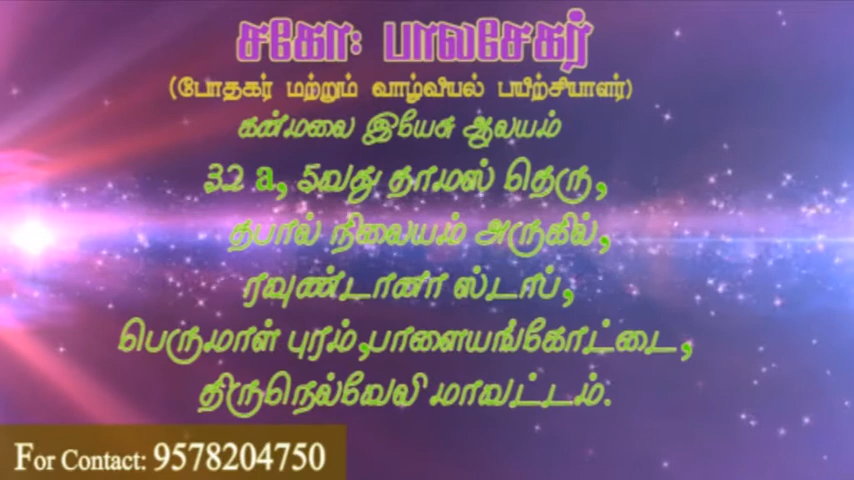 சகோ: பாலசேகர்
(போதகர் மற்றும் வாழ்வியல் பயிற்சியாளர்)
கன்மலை இயேசு ஆலயம்
32 a, 5வது தாமஸ் தெரு,
தபால் நிலையம் அருகில்,
ரவுண்டானா ஸ்டாப்,
பெருமாள் புரம்,பாளையங்கோட்டை,
திருநெல்வேலி மாவட்டம்.
For Contact: 9578204750